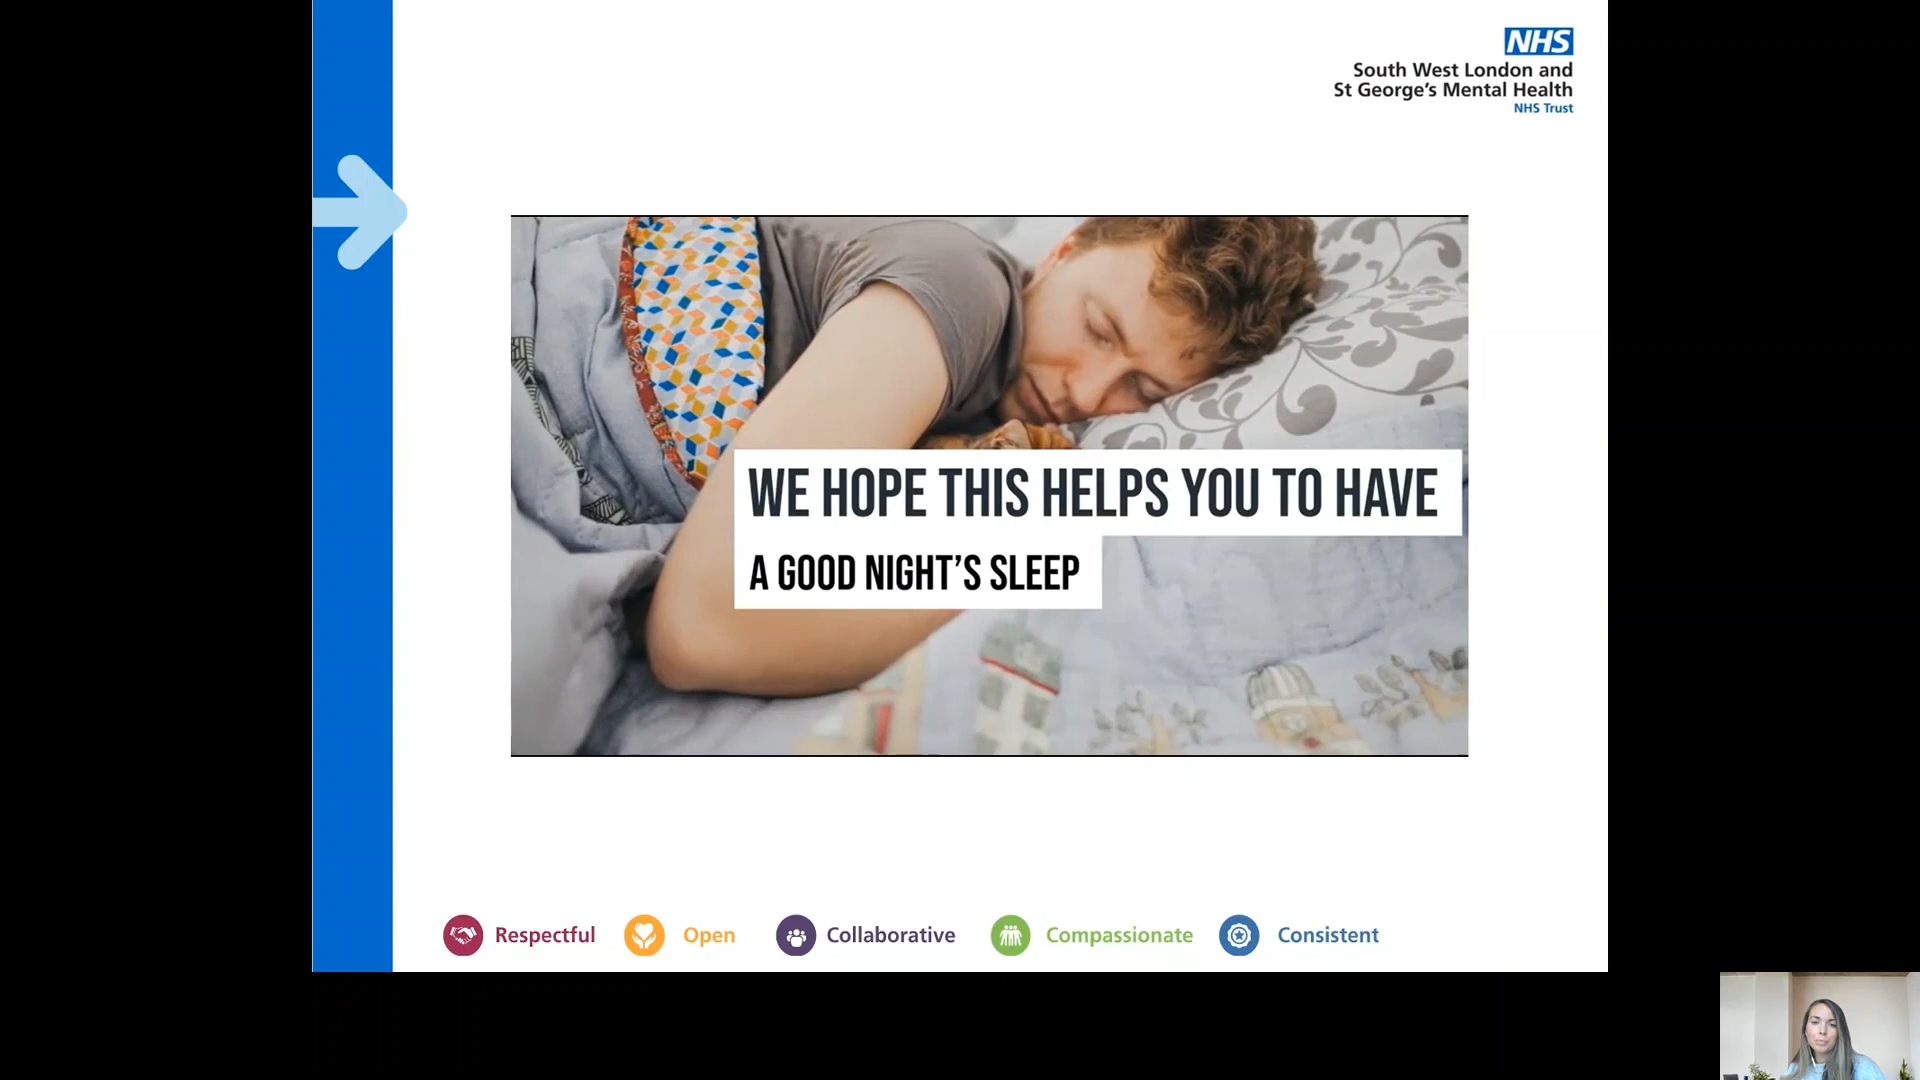 NHS
South West London and
St George's Mental Health
NHS Trust
WE HOPE THIS HELPS YOU TO HAVE
A GOOD NIGHT'S SLEEP
Respectful Open Collaborative Compassionate Consistent